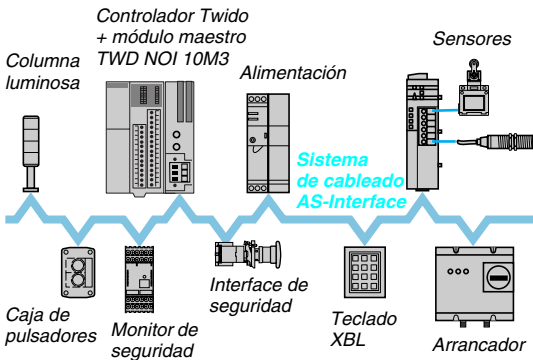 Controlador Twido
+ módulo maestro
TWD NOI 10M3
Columna
luminosa
Alimentación
Sensores
Sistema
de cableado
AS-Interface
Caja de
pulsadores
Monitor de
seguridad
Interface de
seguridad
Teclado
XBL
Arrancador